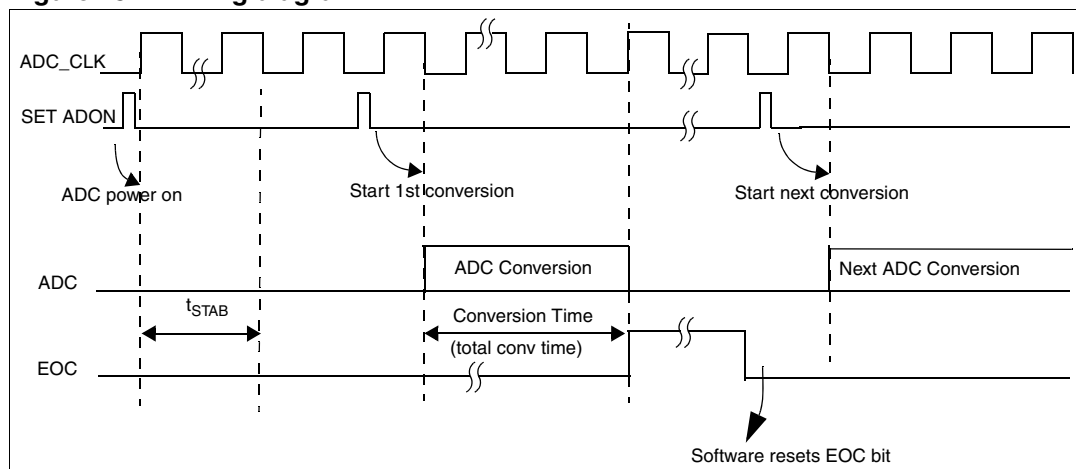 ADC_CLK
SET ADON
ADC power on
Start 1st conversion
Start next conversion
ADC Conversion
Next ADC Conversion
ADC
tSTAB
Conversion Time
(total conv time)
EOC
Software resets EOC bit